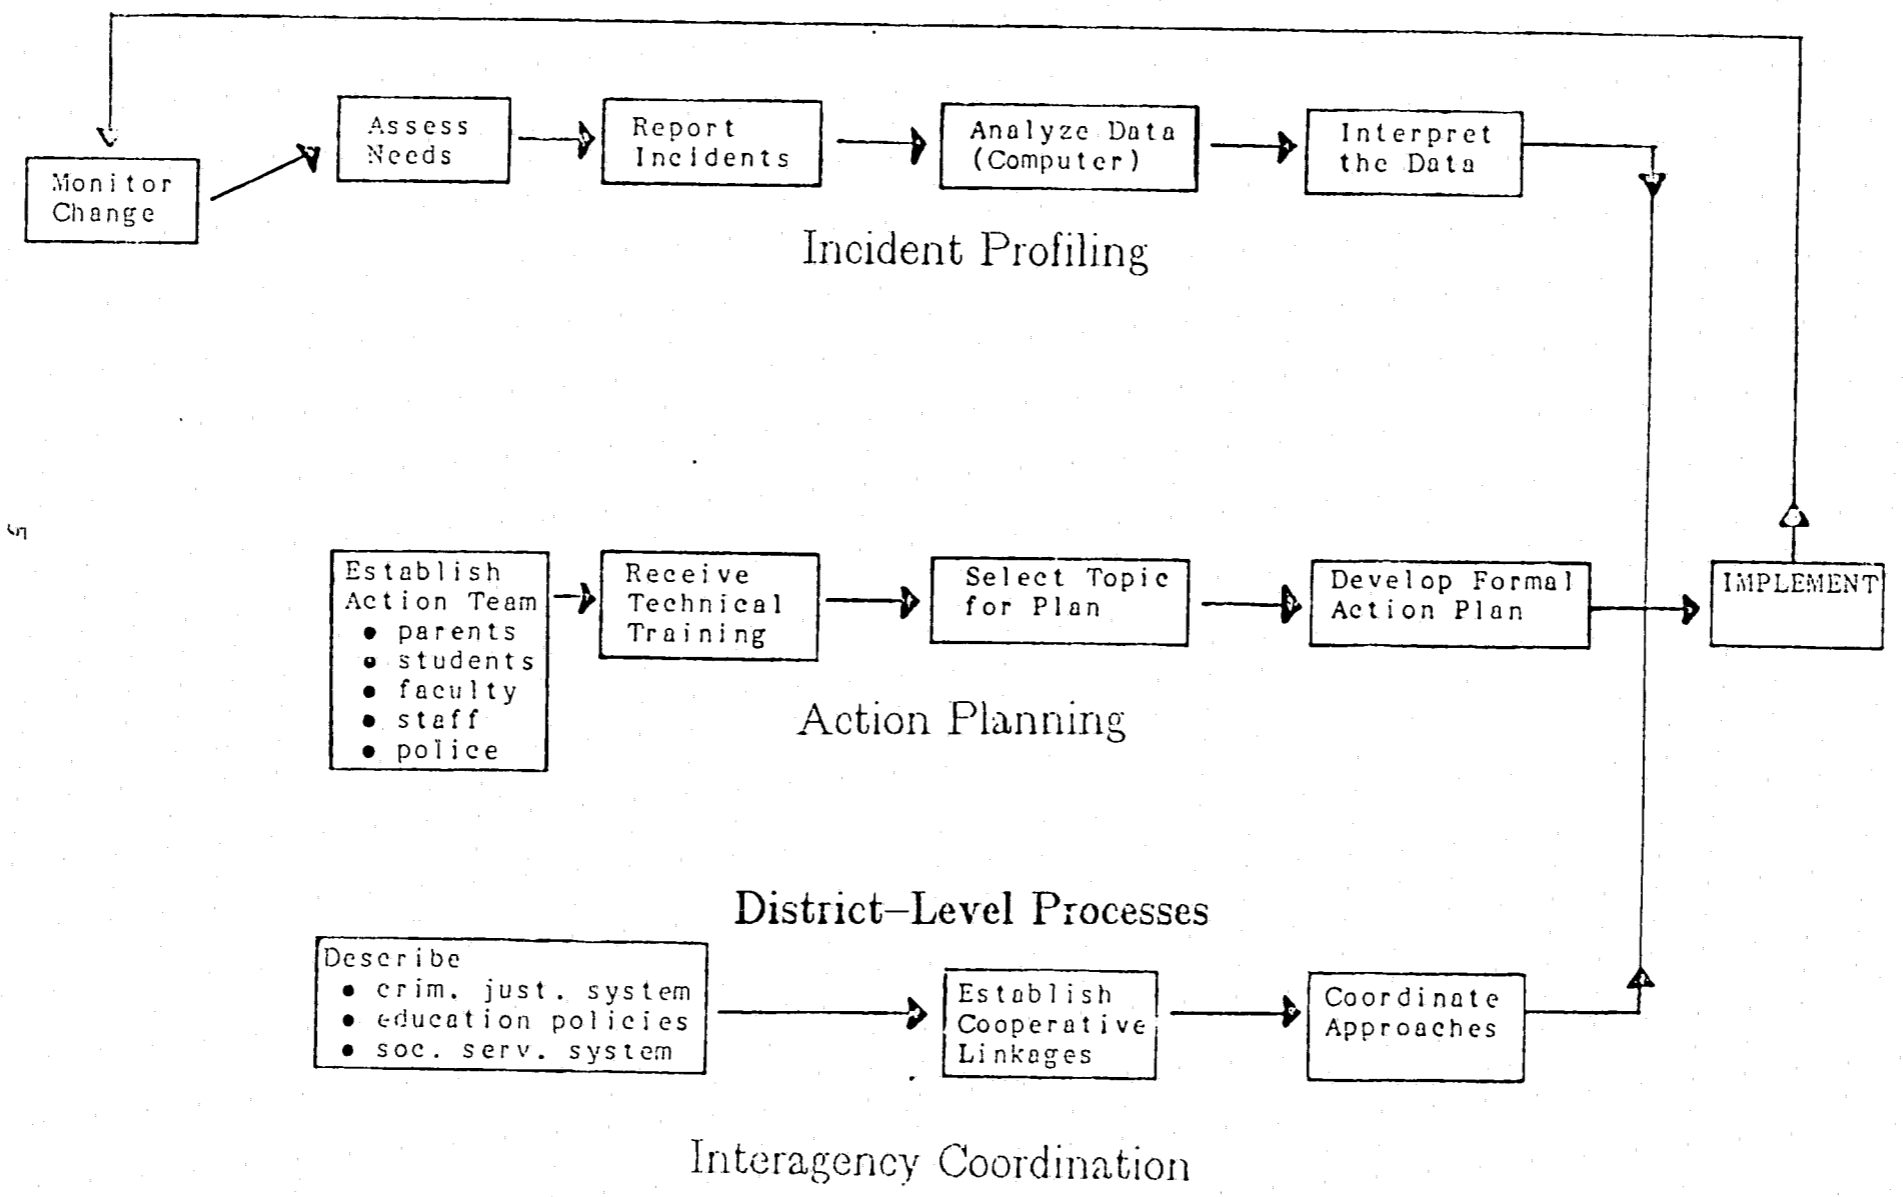 Monitor
Change
Assess
Needs
Report
Incidents
Analyze Data
(Computer)
Interpret
the Data
Incident Profiling
5
Establish
Action Team
• parents
• students
• faculty
• staff
• police
Receive
Technical
Training
Select Topic
for Plan
Develop Formal
Action Plan
IMPLEMENT
Action Planning
District-Level Processes
Describe
• crim. just. system
• education policies
• soc. serv. system
Establish
Cooperative
Linkages
Coordinate
Approaches
Interagency Coordination